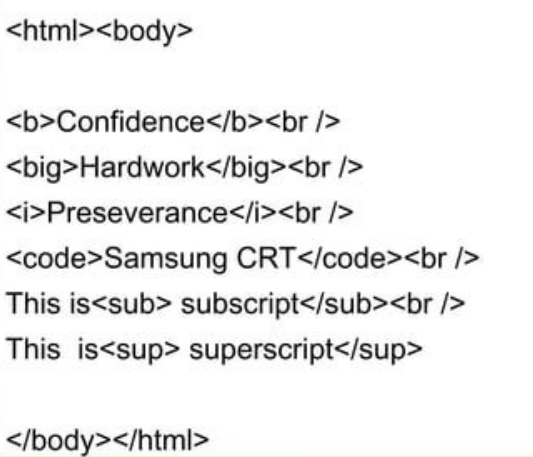 <html><body>
<b>Confidence</b><br />
<big>Hardwork</big><br />
<i>Preseverance</i><br />
<code>Samsung CRT</code><br />
This is<sub> subscript</sub><br />
This  is<sup> superscript</sup>
</body></html>